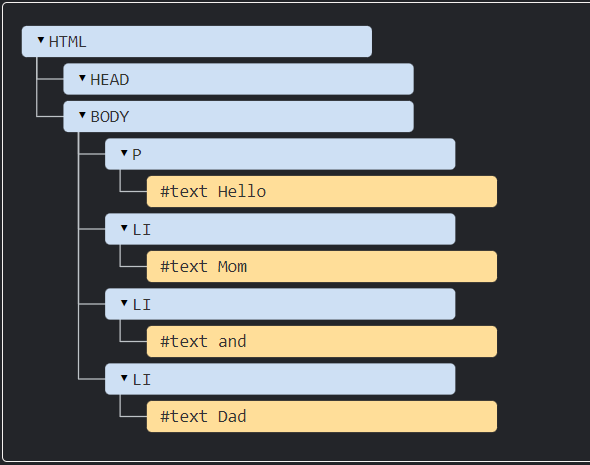 ▼ HTML
▼ HEAD
▼ BODY
▼ P
#text Hello
▼ LI
#text Mom
▼ LI
#text and
▼ LI
#text Dad